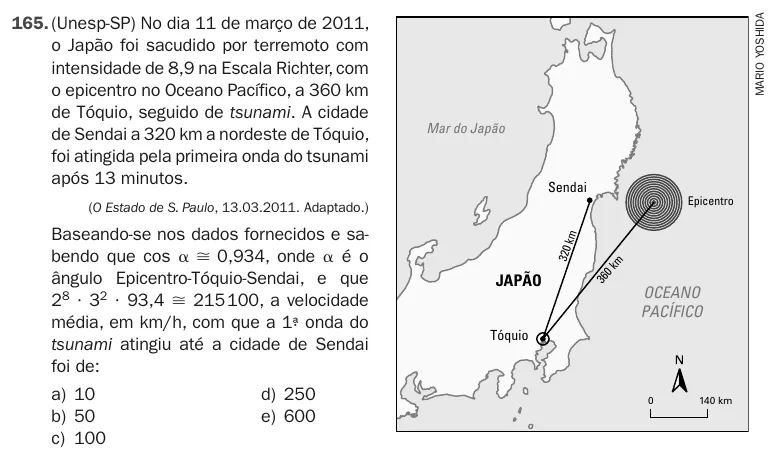 165. (Unesp-SP) No dia 11 de março de 2011,
o Japão foi sacudido por terremoto com
intensidade de 8,9 na Escala Richter, com
o epicentro no Oceano Pacífico, a 360 km
de Tóquio, seguido de tsunami. A cidade
de Sendai a 320 km a nordeste de Tóquio,
foi atingida pela primeira onda do tsunami
após 13 minutos.
(O Estado de S. Paulo, 13.03.2011. Adaptado.)
Baseando-se nos dados fornecidos e sa-
bendo que cos α ≅ 0,934, onde α é o
ângulo Epicentro-Tóquio-Sendai, e que
2⁸ · 3² · 93,4 ≅ 215100, a velocidade
média, em km/h, com que a 1ª onda do
tsunami atingiu até a cidade de Sendai
foi de:
a) 10
b) 50
c) 100
d) 250
e) 600
Mar do Japão
Sendai
Epicentro
320 km
360 km
JAPÃO
OCEANO
PACÍFICO
Tóquio
N
0 140 km
MARIO YOSHIDA